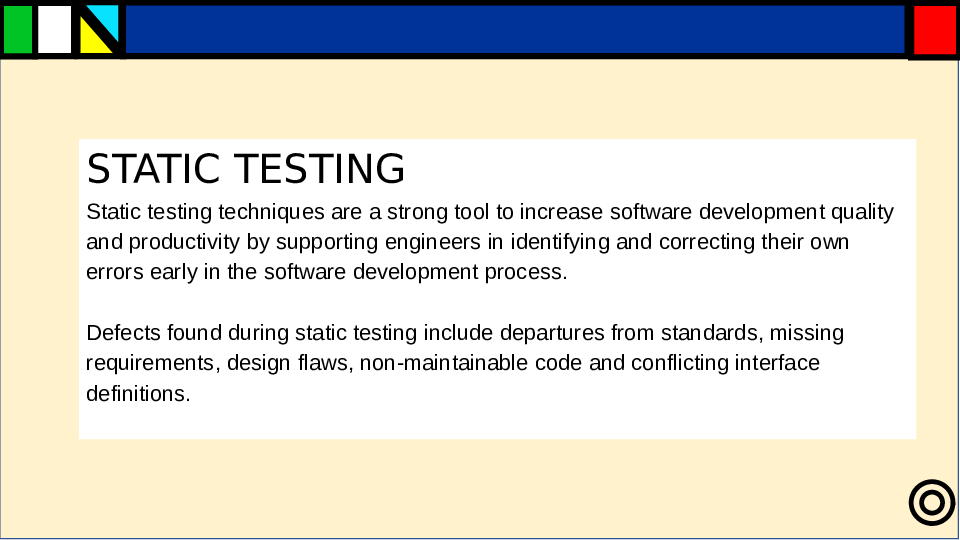 STATIC TESTING
Static testing techniques are a strong tool to increase software development quality
and productivity by supporting engineers in identifying and correcting their own
errors early in the software development process.
Defects found during static testing include departures from standards, missing
requirements, design flaws, non-maintainable code and conflicting interface
definitions.